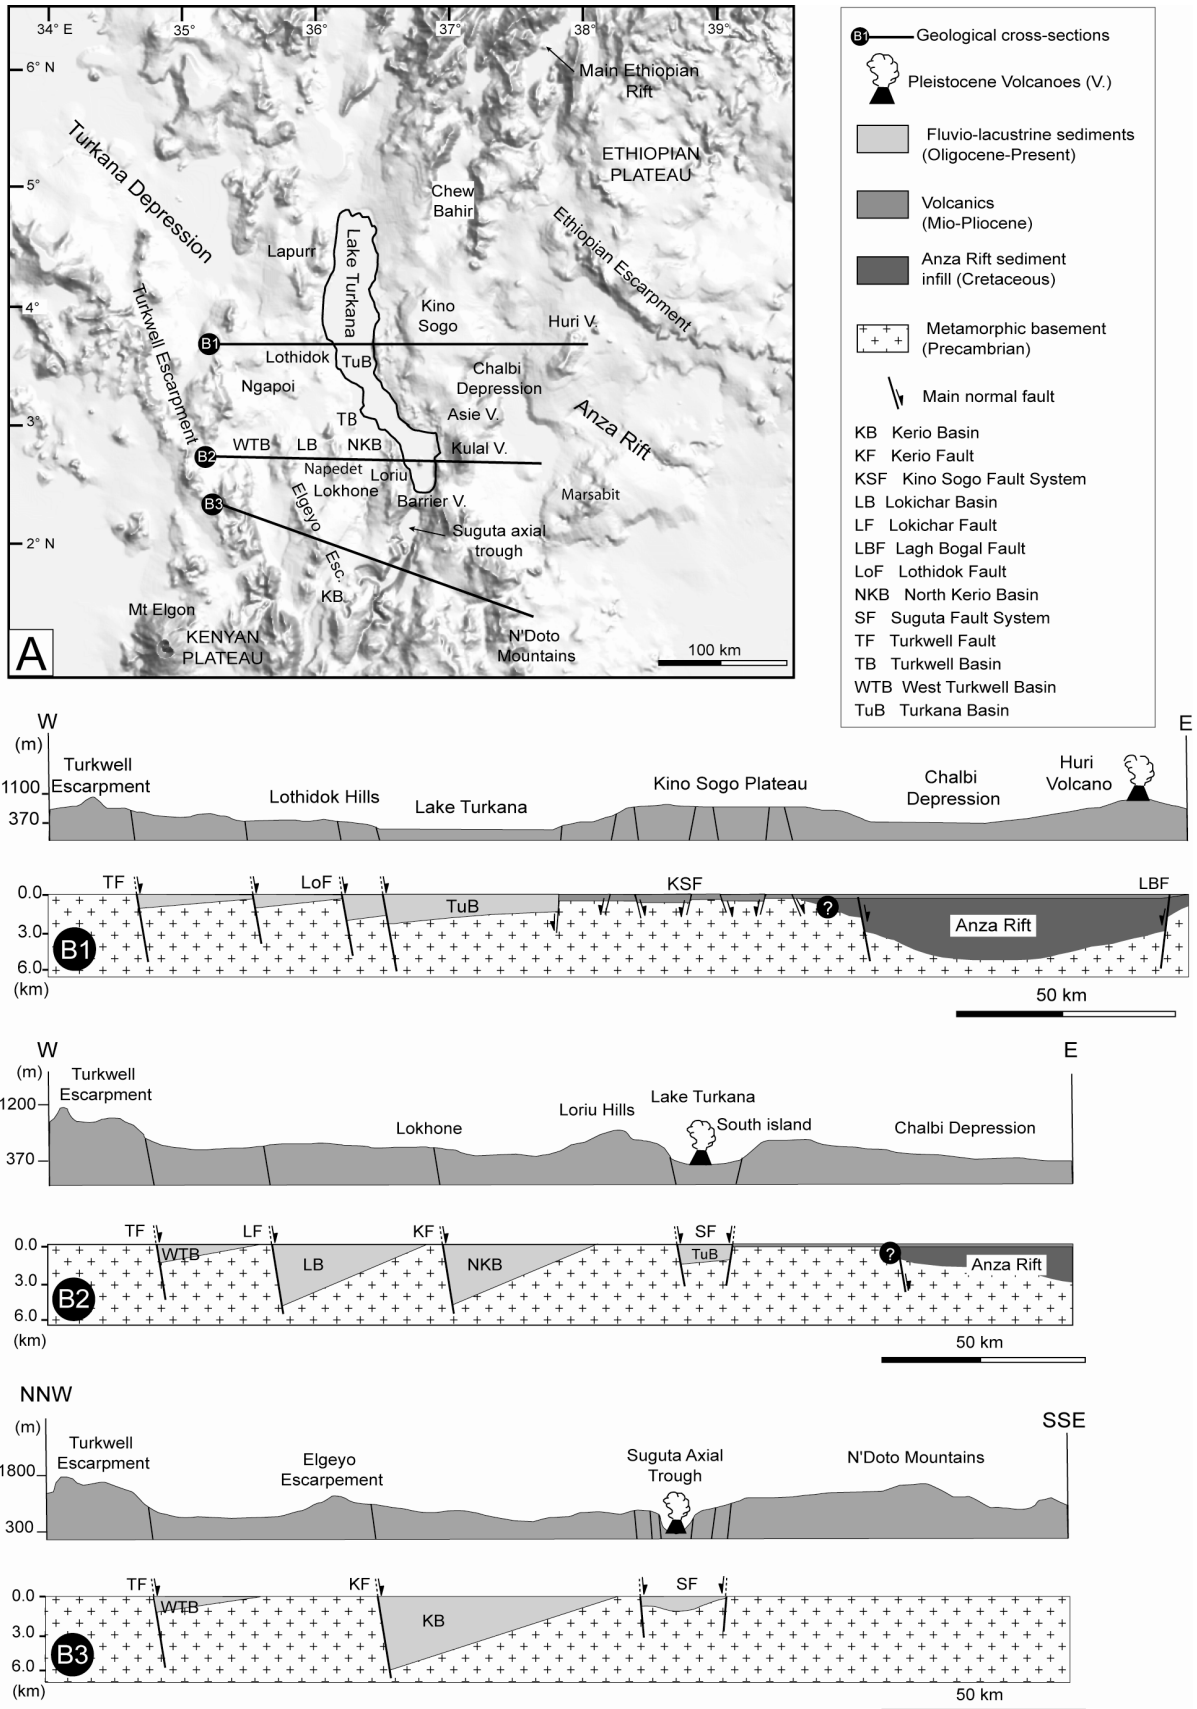 34° E
35°
36°
37°
38°
39°
6° N
5°
4°
3°
2° N
Main Ethiopian
Rift
Turkana Depression
ETHIOPIAN
PLATEAU
Chew
Bahir
Ethiopian Escarpment
Lapurr
Lake Turkana
Turkwell Escarpment
Kino
Sogo
Huri V.
B1
Lothidok
TuB
Ngapoi
Chalbi
Depression
Anza Rift
TB
Asie V.
B2
WTB
LB
NKB
Kulal V.
Napedet
Loriu
Lokhone
Barrier V.
Marsabit
B3
Elgeyo
Esc.
Suguta axial
trough
KB
Mt Elgon
KENYAN
PLATEAU
N'Doto
Mountains
A
100 km
B1
Geological cross-sections
Pleistocene Volcanoes (V.)
Fluvio-lacustrine sediments
(Oligocene-Present)
Volcanics
(Mio-Pliocene)
Anza Rift sediment
infill (Cretaceous)
Metamorphic basement
(Precambrian)
Main normal fault
KB Kerio Basin
KF Kerio Fault
KSF Kino Sogo Fault System
LB Lokichar Basin
LF Lokichar Fault
LBF Lagh Bogal Fault
LoF Lothidok Fault
NKB North Kerio Basin
SF Suguta Fault System
TF Turkwell Fault
TB Turkwell Basin
WTB West Turkwell Basin
TuB Turkana Basin
W
E
(m)
1100
370
Turkwell
Escarpment
Lothidok Hills
Lake Turkana
Kino Sogo Plateau
Chalbi
Depression
Huri
Volcano
TF
LoF
KSF
LBF
0.0
3.0
6.0
(km)
B1
TuB
?
Anza Rift
50 km
W
E
(m)
1200
370
Turkwell
Escarpment
Lokhone
Loriu Hills
Lake Turkana
South island
Chalbi Depression
TF
LF
KF
SF
0.0
3.0
6.0
(km)
B2
WTB
LB
NKB
TuB
?
Anza Rift
50 km
NNW
SSE
(m)
1800
300
Turkwell
Escarpment
Elgeyo
Escarpement
Suguta Axial
Trough
N'Doto Mountains
TF
KF
SF
0.0
3.0
6.0
(km)
B3
WTB
KB
50 km